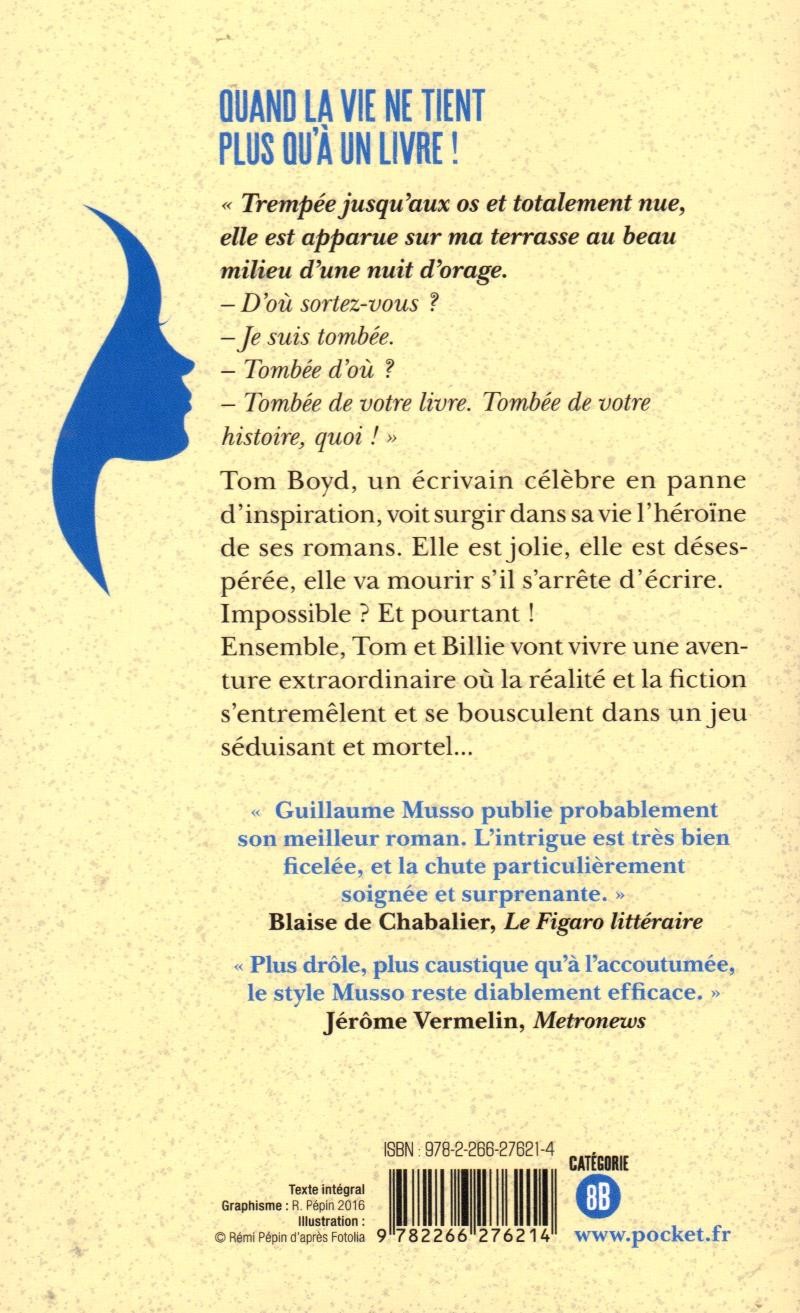 QUAND LA VIE NE TIENT
PLUS QU'À UN LIVRE !
« Trempée jusqu'aux os et totalement nue,
elle est apparue sur ma terrasse au beau
milieu d'une nuit d'orage.
– D'où sortez-vous ?
– Je suis tombée.
– Tombée d'où ?
– Tombée de votre livre. Tombée de votre
histoire, quoi ! »
Tom Boyd, un écrivain célèbre en panne
d'inspiration, voit surgir dans sa vie l'héroïne
de ses romans. Elle est jolie, elle est déses-
pérée, elle va mourir s'il s'arrête d'écrire.
Impossible ? Et pourtant !
Ensemble, Tom et Billie vont vivre une aven-
ture extraordinaire où la réalité et la fiction
s'entremêlent et se bousculent dans un jeu
séduisant et mortel...
« Guillaume Musso publie probablement
son meilleur roman. L'intrigue est très bien
ficelée, et la chute particulièrement
soignée et surprenante. »
Blaise de Chabalier, Le Figaro littéraire
« Plus drôle, plus caustique qu'à l'accoutumée,
le style Musso reste diablement efficace. »
Jérôme Vermelin, Metronews
Texte intégral
Graphisme : R. Pépin 2016
Illustration :
© Rémi Pépin d'après Fotolia
ISBN : 978-2-266-27621-4
9 782266 276214
CATÉGORIE
8B
www.pocket.fr